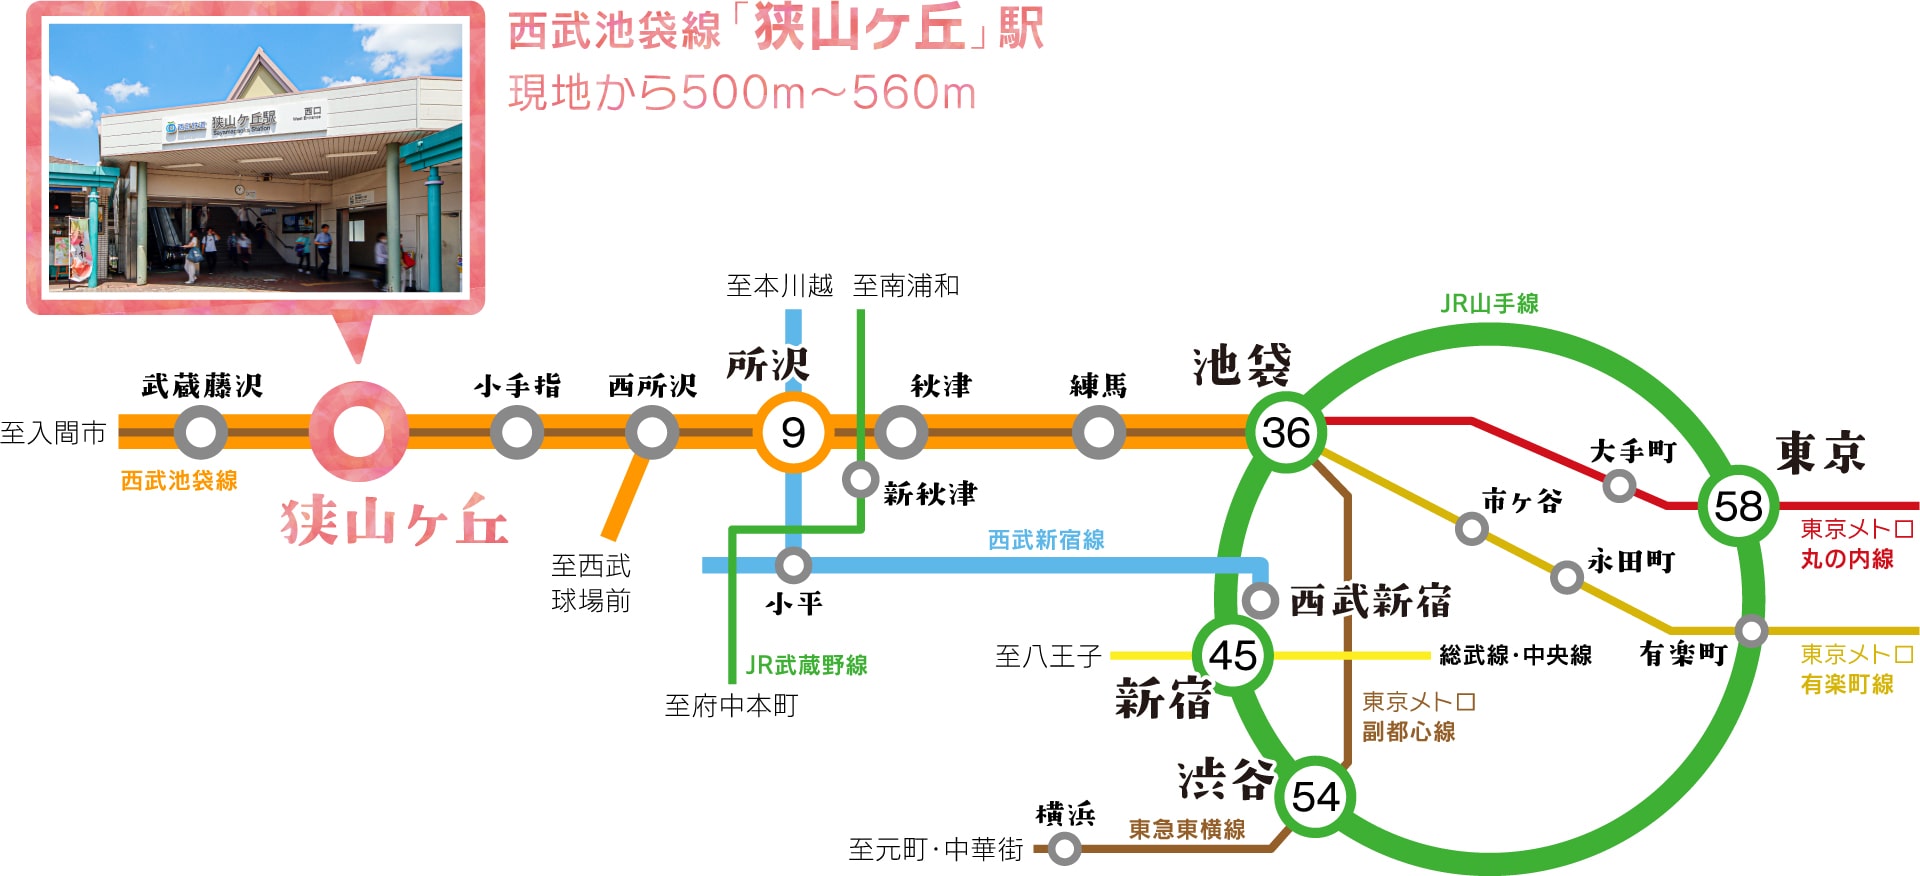 西武池袋線「狭山ヶ丘」駅
現地から500m〜560m
狭山ヶ丘駅
Sayamagaoka Station
西口
West Entrance
至本川越
至南浦和
JR山手線
武蔵藤沢
小手指
西所沢
所沢
秋津
練馬
池袋
至入間市
9
36
大手町
東京
58
西武池袋線
狭山ヶ丘
新秋津
市ヶ谷
東京メトロ
丸の内線
西武新宿線
至西武
球場前
小平
永田町
西武新宿
JR武蔵野線
至八王子
45
総武線・中央線
有楽町
東京メトロ
有楽町線
至府中本町
新宿
東京メトロ
副都心線
渋谷
54
横浜
東急東横線
至元町・中華街